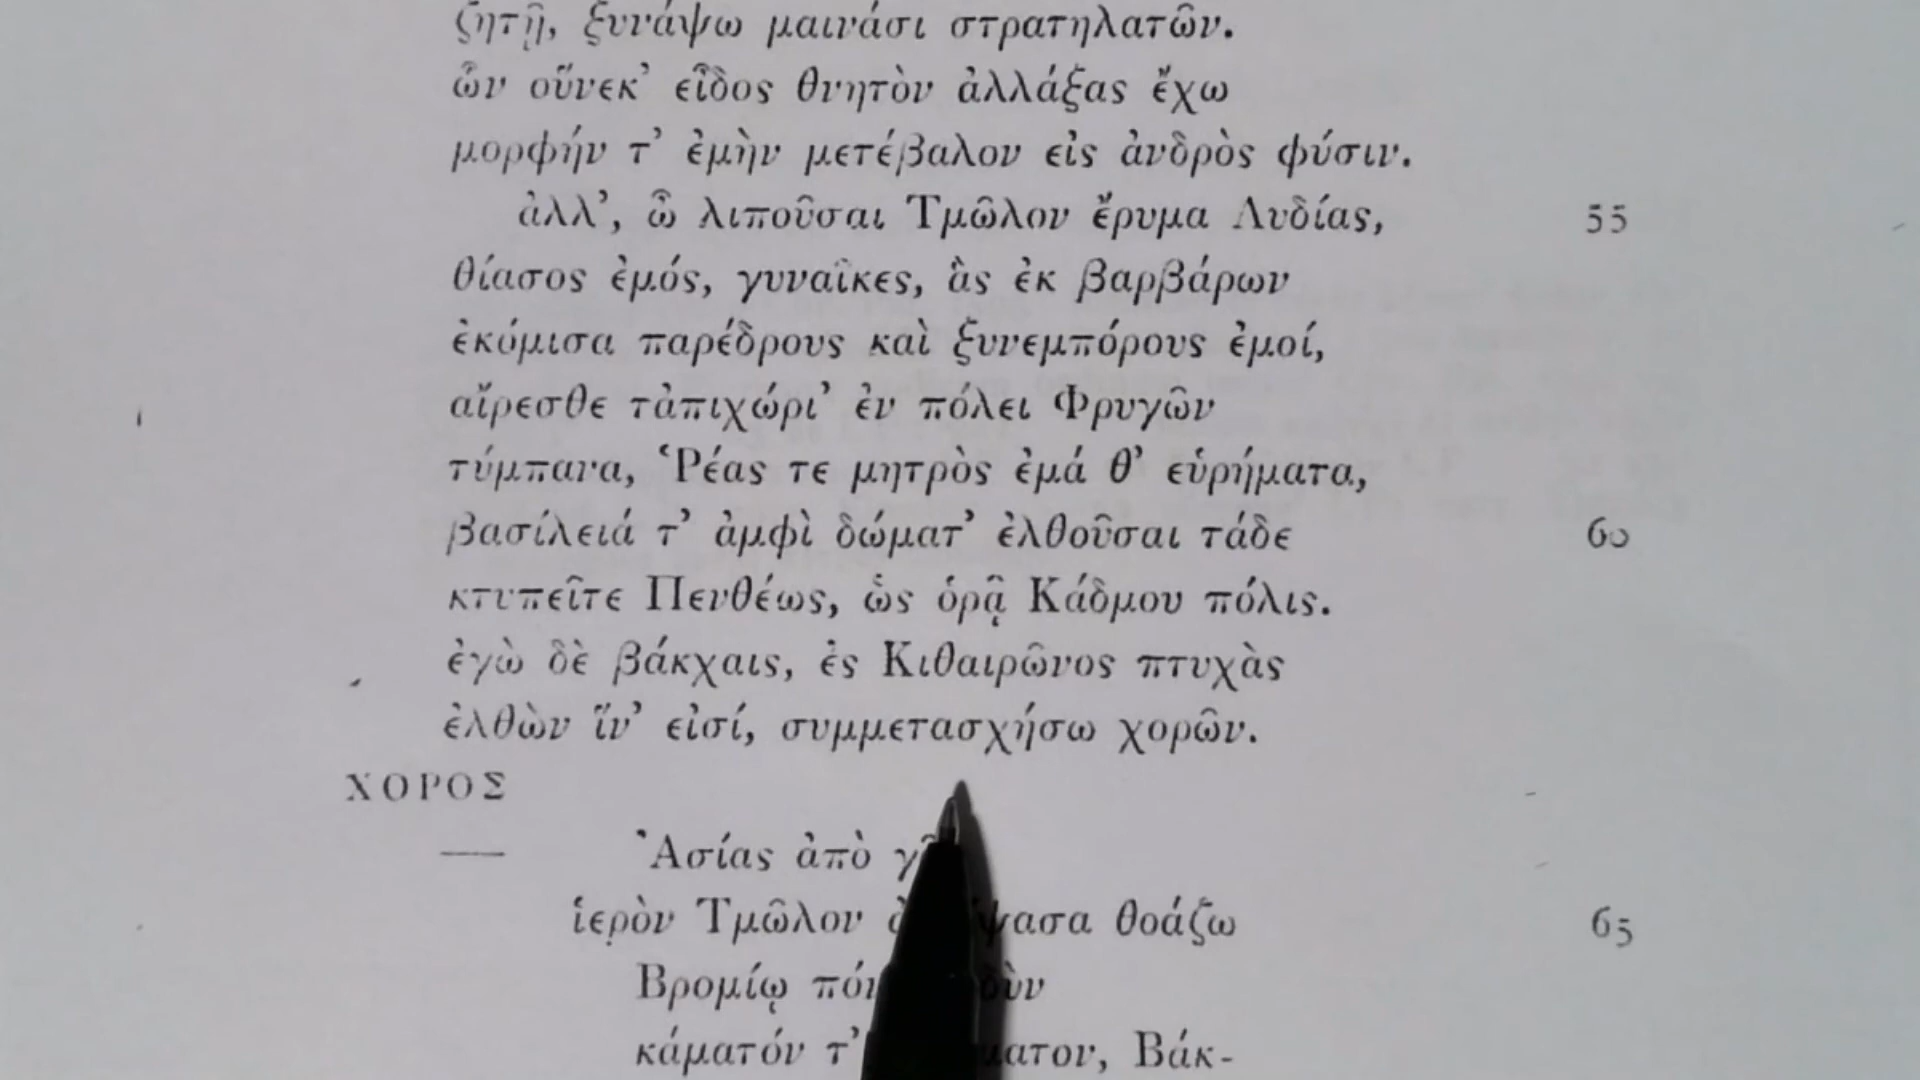 ζητῇ, ξυνάψω μαινάσι στρατηλατῶν.
ὧν οὕνεκ’ εἶδος θνητὸν ἀλλάξας ἔχω
μορφήν τ’ ἐμὴν μετέβαλον εἰς ἀνδρὸς φύσιν.
ἀλλ’, ὦ λιποῦσαι Τμῶλον ἔρυμα Λυδίας, 55
θίασος ἐμός, γυναῖκες, ἃς ἐκ βαρβάρων
ἐκόμισα παρέδρους καὶ ξυνεμπόρους ἐμοί,
αἴρεσθε τἀπιχώρι’ ἐν πόλει Φρυγῶν
τύμπανα, Ῥέας τε μητρὸς ἐμά θ’ εὑρήματα,
βασίλειά τ’ ἀμφὶ δώματ’ ἐλθοῦσαι τάδε 60
κτυπεῖτε Πενθέως, ὡς ὁρᾷ Κάδμου πόλις.
ἐγὼ δὲ βάκχαις, ἐς Κιθαιρῶνος πτυχὰς
ἐλθὼν ἵν’ εἰσί, συμμετασχήσω χορῶν.
ΧΟΡΟΣ
— Ἀσίας ἀπὸ
ἱερὸν Τμῶλον θοάζω 65
Βρομίῳ
κάματόν τ’ Βάκ-